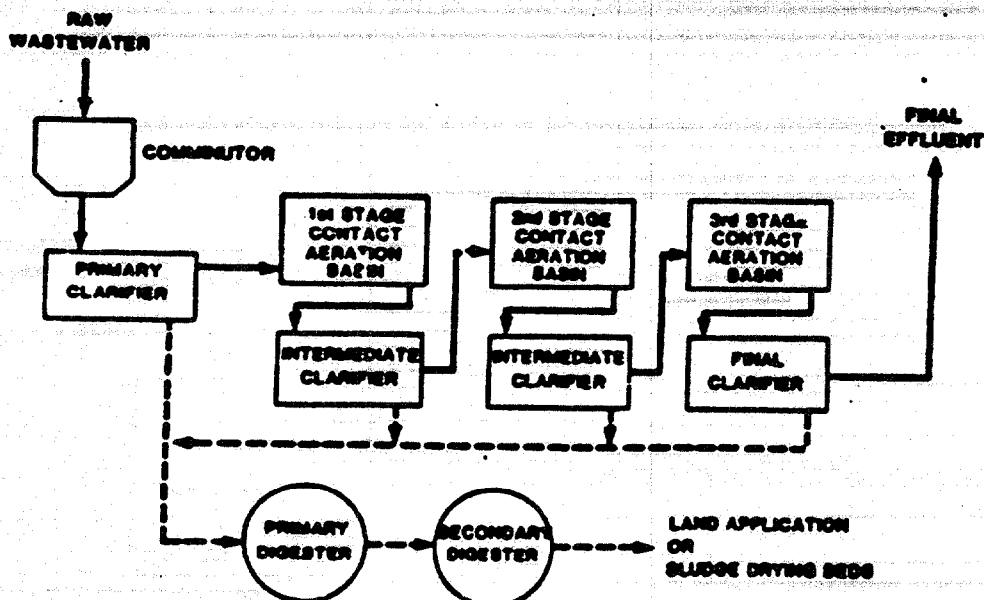 RAW
WASTEWATER
COMMINUTOR
FINAL
EFFLUENT
PRIMARY
CLARIFIER
1st STAGE
CONTACT
AERATION
BASIN
2nd STAGE
CONTACT
AERATION
BASIN
3rd STAGE
CONTACT
AERATION
BASIN
INTERMEDIATE
CLARIFIER
INTERMEDIATE
CLARIFIER
FINAL
CLARIFIER
PRIMARY
DIGESTER
SECONDARY
DIGESTER
LAND APPLICATION
OR
SLUDGE DRYING BEDS